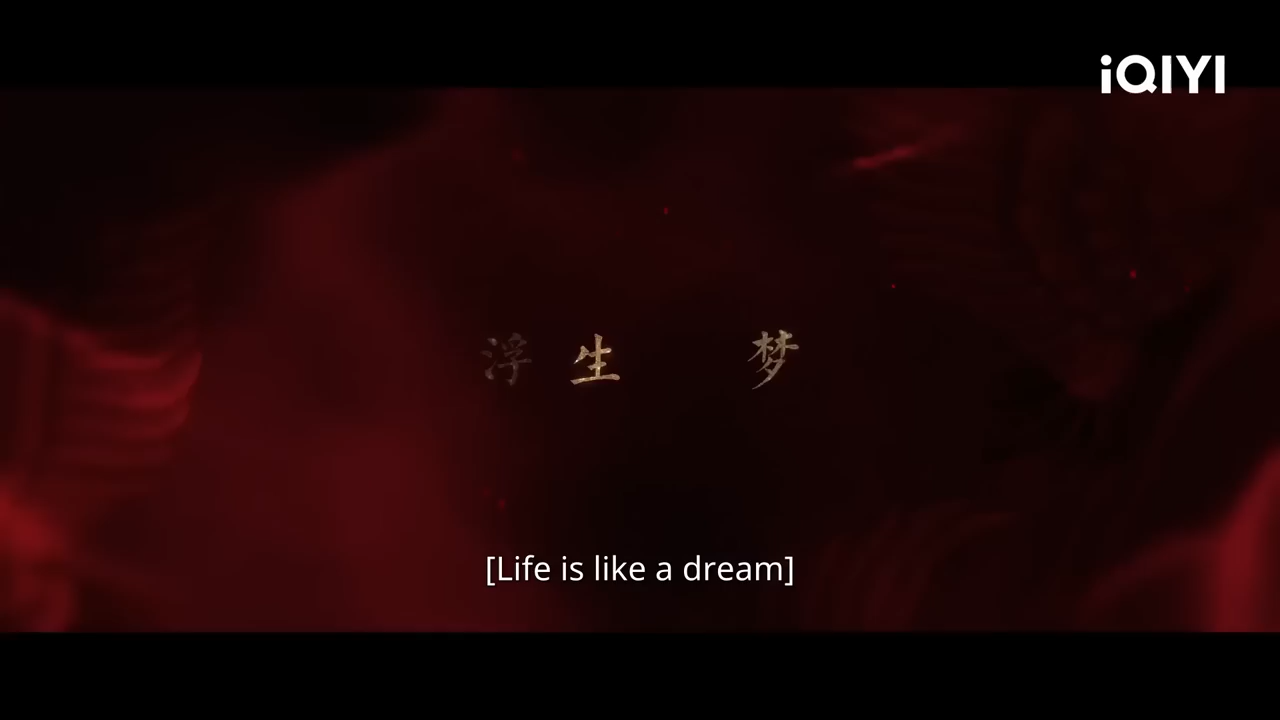 iQIYI
浮生 梦
[Life is like a dream]